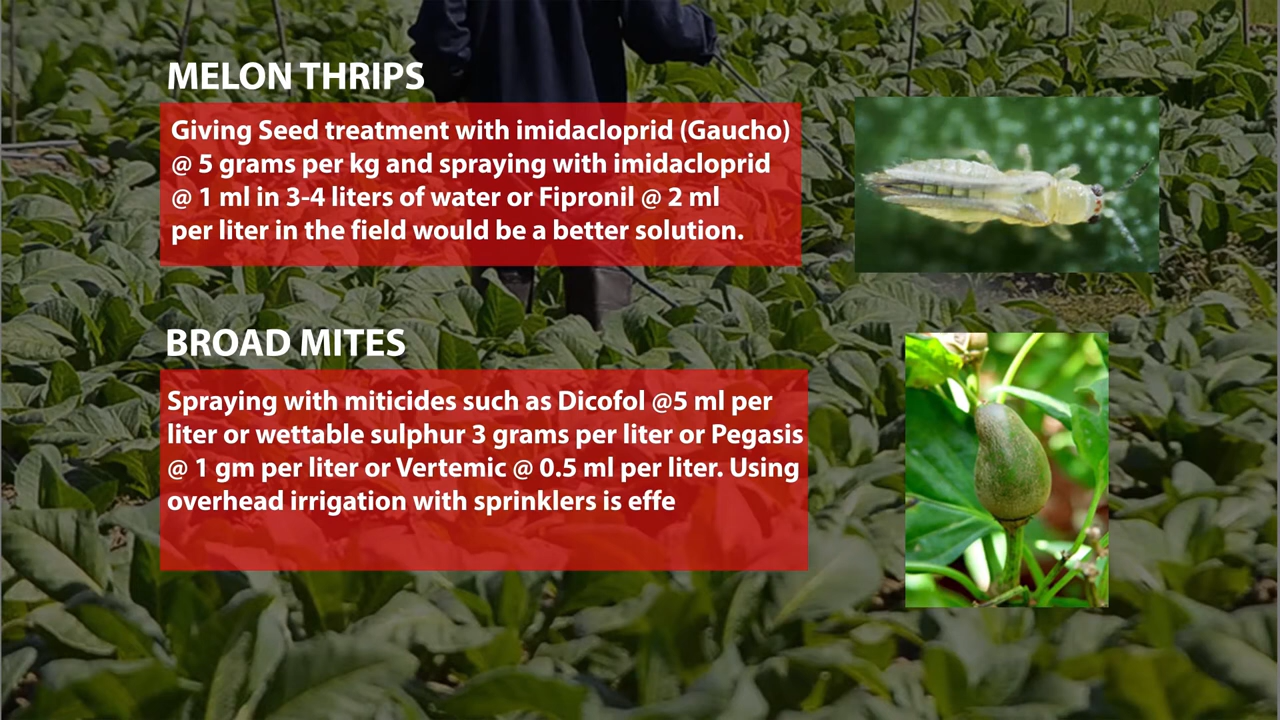 MELON THRIPS
Giving Seed treatment with imidacloprid (Gaucho)
@ 5 grams per kg and spraying with imidacloprid
@ 1 ml in 3-4 liters of water or Fipronil @ 2 ml
per liter in the field would be a better solution.
BROAD MITES
Spraying with miticides such as Dicofol @5 ml per
liter or wettable sulphur 3 grams per liter or Pegasis
@ 1 gm per liter or Vertemic @ 0.5 ml per liter. Using
overhead irrigation with sprinklers is effe